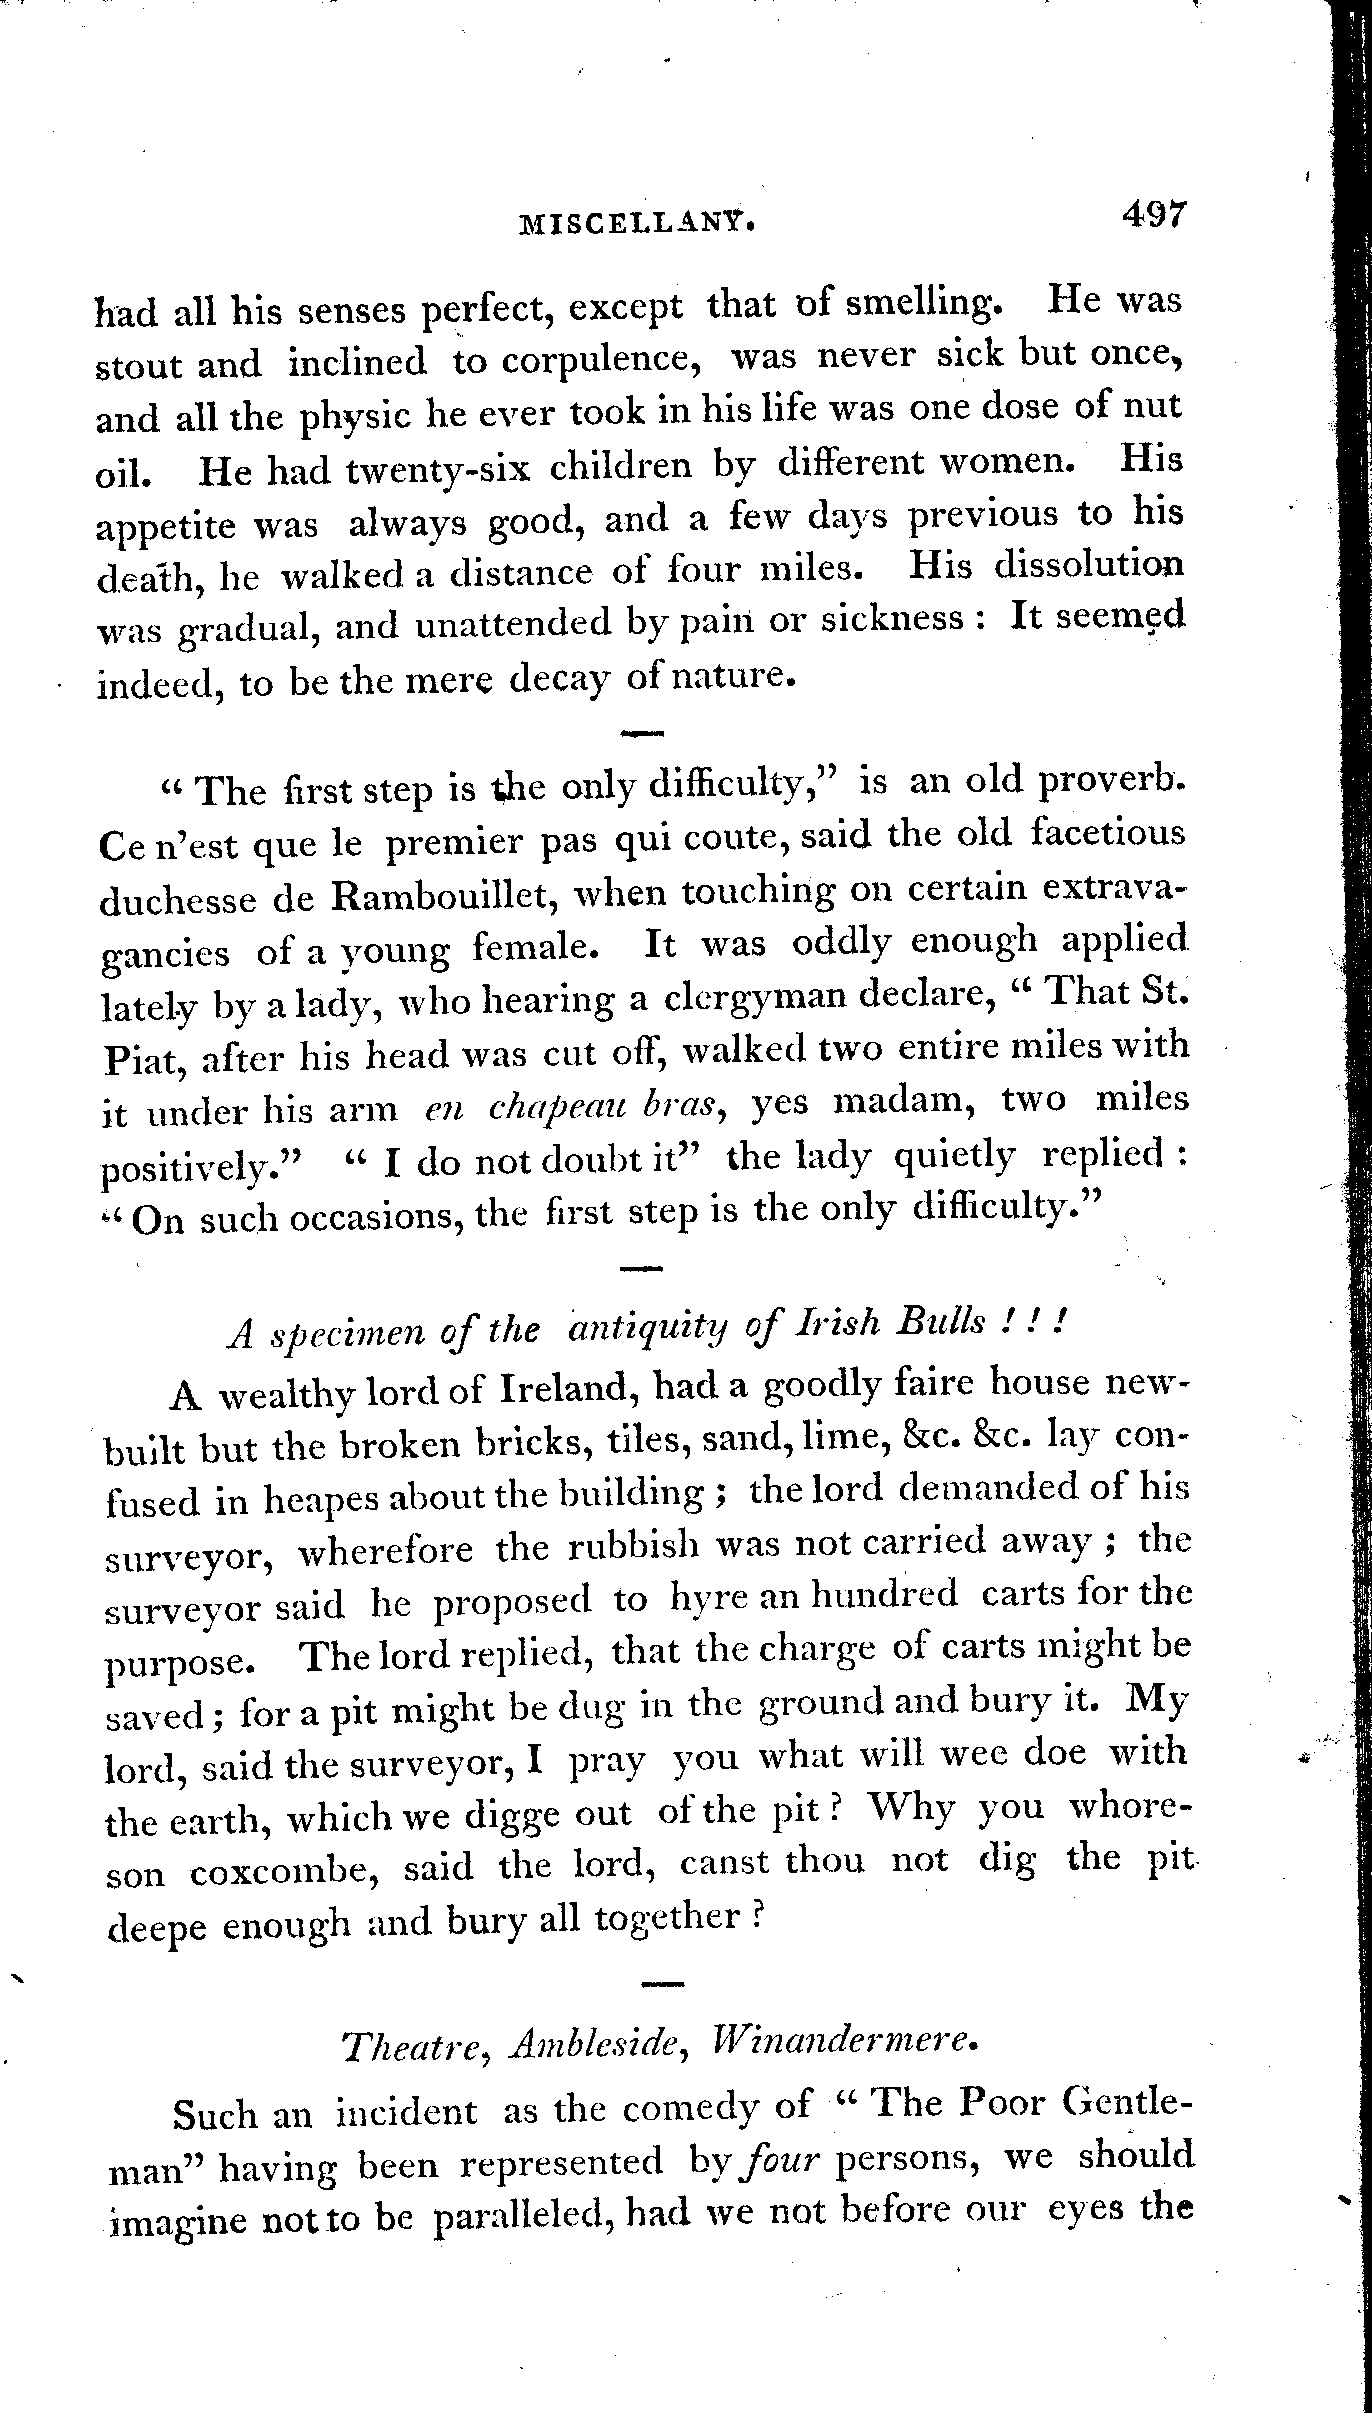 MISCELLANY. 497
had all his senses perfect, except that of smelling. He was
stout and inclined to corpulence, was never sick but once,
and all the physic he ever took in his life was one dose of nut
oil. He had twenty-six children by different women. His
appetite was always good, and a few days previous to his
death, he walked a distance of four miles. His dissolution
was gradual, and unattended by pain or sickness : It seemed
indeed, to be the mere decay of nature.
“ The first step is the only difficulty,” is an old proverb.
Ce n’est que le premier pas qui coute, said the old facetious
duchesse de Rambouillet, when touching on certain extrava-
gancies of a young female. It was oddly enough applied
lately by a lady, who hearing a clergyman declare, “ That St.
Piat, after his head was cut off, walked two entire miles with
it under his arm en chapeau bras, yes madam, two miles
positively.” “ I do not doubt it” the lady quietly replied :
“ On such occasions, the first step is the only difficulty.”
A specimen of the antiquity of Irish Bulls ! ! !
A wealthy lord of Ireland, had a goodly faire house new-
built but the broken bricks, tiles, sand, lime, &c. &c. lay con-
fused in heapes about the building ; the lord demanded of his
surveyor, wherefore the rubbish was not carried away ; the
surveyor said he proposed to hyre an hundred carts for the
purpose. The lord replied, that the charge of carts might be
saved ; for a pit might be dug in the ground and bury it. My
lord, said the surveyor, I pray you what will wee doe with
the earth, which we digge out of the pit ? Why you whore-
son coxcombe, said the lord, canst thou not dig the pit
deepe enough and bury all together ?
Theatre, Ambleside, Winandermere.
Such an incident as the comedy of “ The Poor Gentle-
man” having been represented by four persons, we should
imagine not to be paralleled, had we not before our eyes the